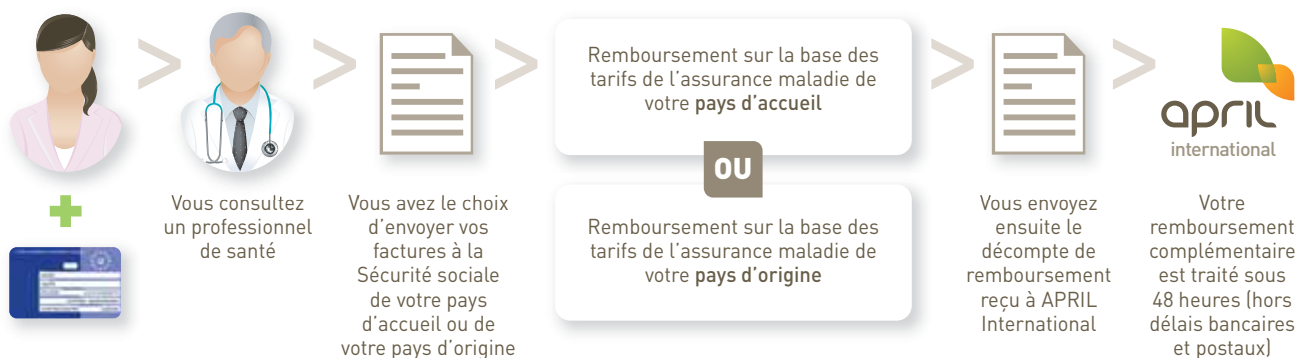 Vous consultez
un professionnel
de santé
Vous avez le choix
d'envoyer vos
factures à la
Sécurité sociale
de votre pays
d'accueil ou de
votre pays d'origine
Remboursement sur la base des
tarifs de l'assurance maladie de
votre pays d'accueil
OU
Remboursement sur la base des
tarifs de l'assurance maladie de
votre pays d'origine
Vous envoyez
ensuite le
décompte de
remboursement
reçu à APRIL
International
april
international
Votre
remboursement
complémentaire
est traité sous
48 heures (hors
délais bancaires
et postaux)